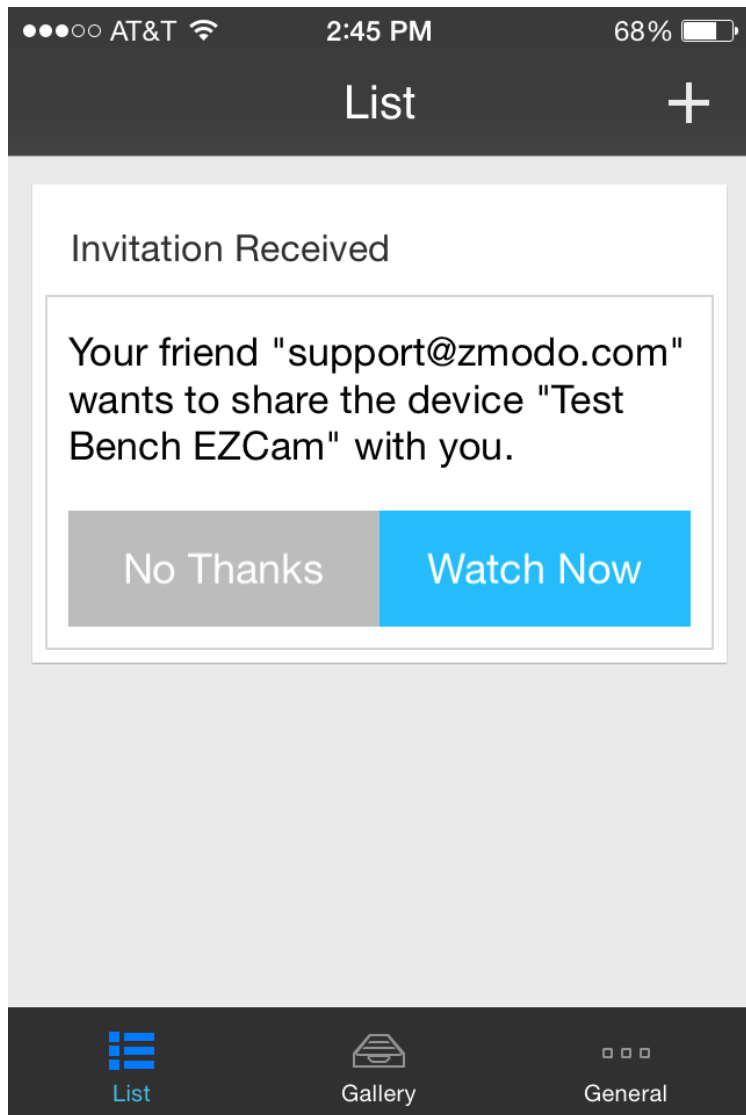 AT&T 2:45 PM 68%
List +
Invitation Received
Your friend "support@zmodo.com"
wants to share the device "Test
Bench EZCam" with you.
No Thanks Watch Now
List Gallery General